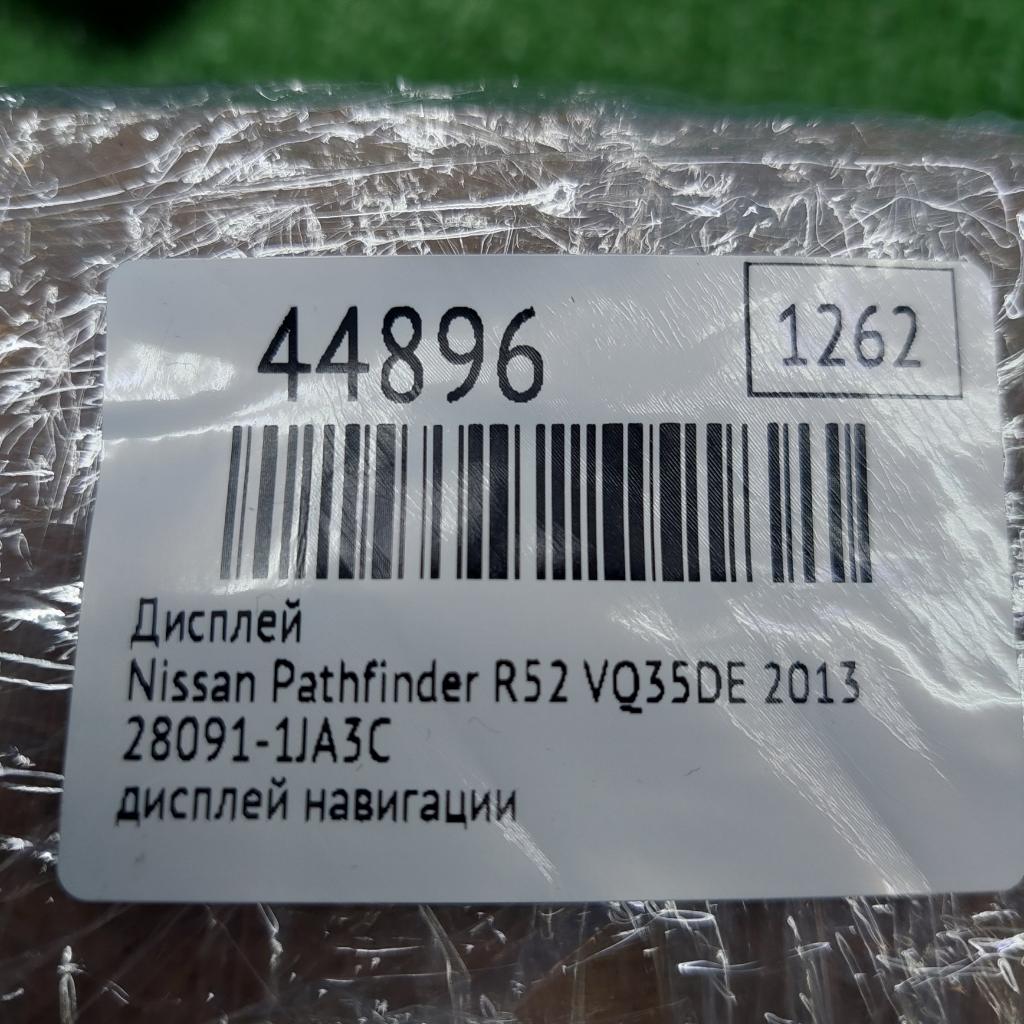 44896
1262
Дисплей
Nissan Pathfinder R52 VQ35DE 2013
28091-1JA3C
дисплей навигации